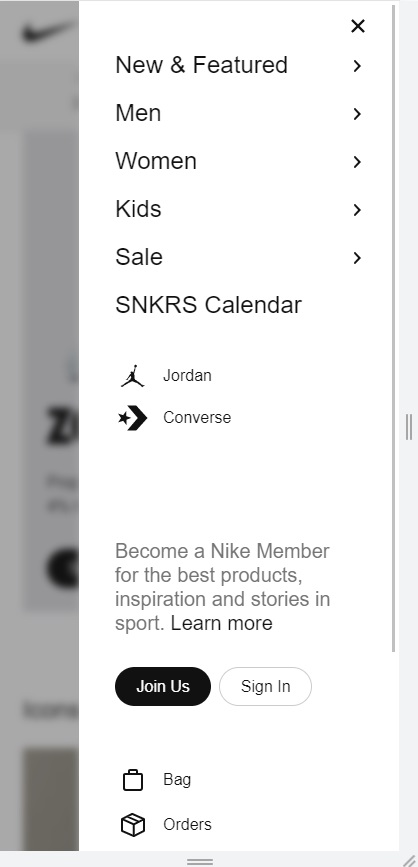 New & Featured
Men
Women
Kids
Sale
SNKRS Calendar
Jordan
Converse
Become a Nike Member
for the best products,
inspiration and stories in
sport. Learn more
Join Us
Sign In
Bag
Orders